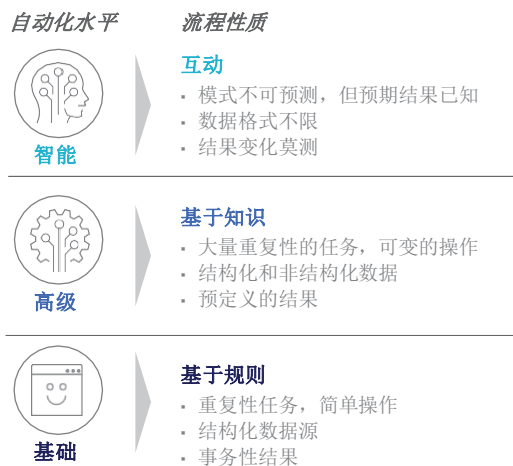 自动化水平 流程性质
互动
· 模式不可预测，但预期结果已知
· 数据格式不限
· 结果变化莫测
智能
基于知识
· 大量重复性的任务，可变的操作
· 结构化和非结构化数据
· 预定义的结果
高级
基于规则
· 重复性任务，简单操作
· 结构化数据源
· 事务性结果
基础